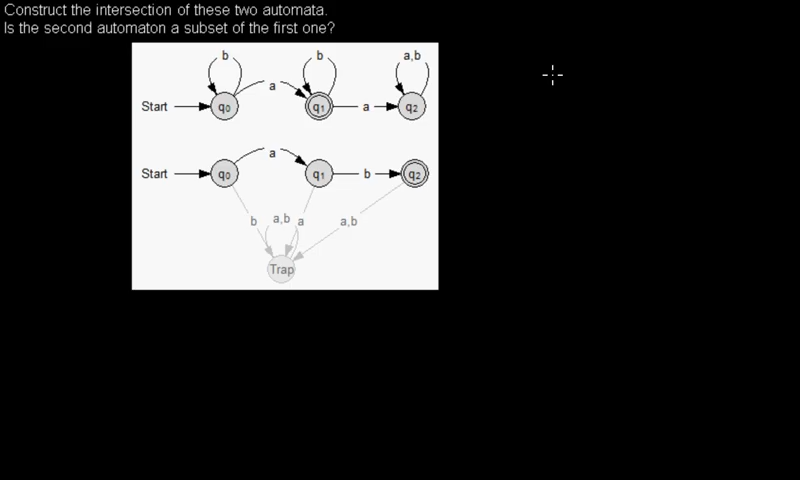 Construct the intersection of these two automata.
Is the second automaton a subset of the first one?
b b a,b
Start q0 a q1 a q2
a
Start q0 q1 b q2
b a,b a a,b
Trap